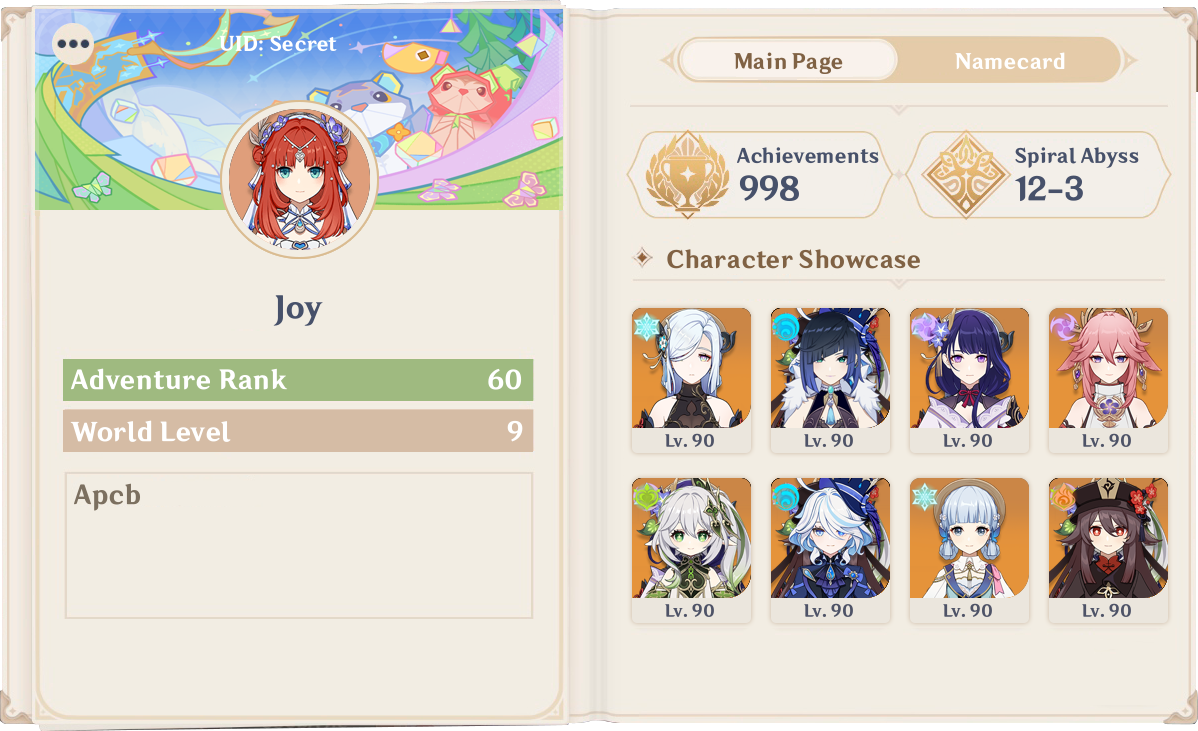 UID: Secret
Joy
Adventure Rank 60
World Level 9
Apcb
Main Page Namecard
Achievements
998
Spiral Abyss
12-3
Character Showcase
Lv. 90 Lv. 90 Lv. 90 Lv. 90
Lv. 90 Lv. 90 Lv. 90 Lv. 90